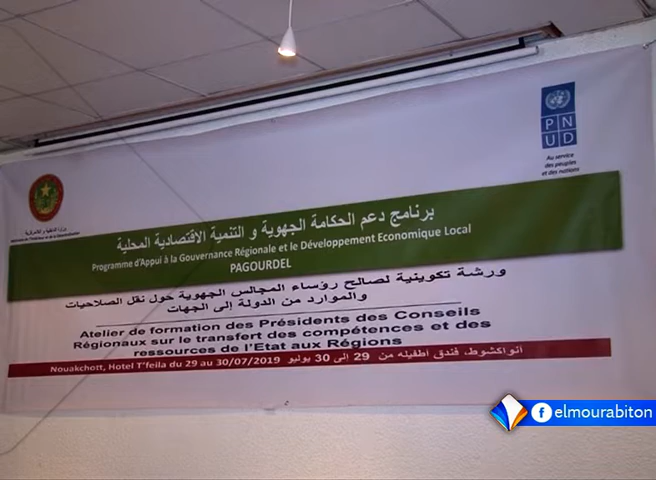 PN
UD
Au service
des peuples
et des nations
برنامج دعم الحكامة الجهوية و التنمية الاقتصادية المحلية
Programme d'Appui à la Gouvernance Régionale et le Développement Economique Local
PAGOURDEL
ورشة تكوينية لصالح رؤساء المجالس الجهوية حول نقل الصلاحيات
والموارد من الدولة إلى الجهات
Atelier de formation des Présidents des Conseils
Régionaux sur le transfert des compétences et des
ressources de l'Etat aux Régions
أنواكشوط، فندق اطفيله من 29 إلى 30 يوليو 2019
Nouakchott, Hotel T'feila du 29 au 30/07/2019
elmourabiton